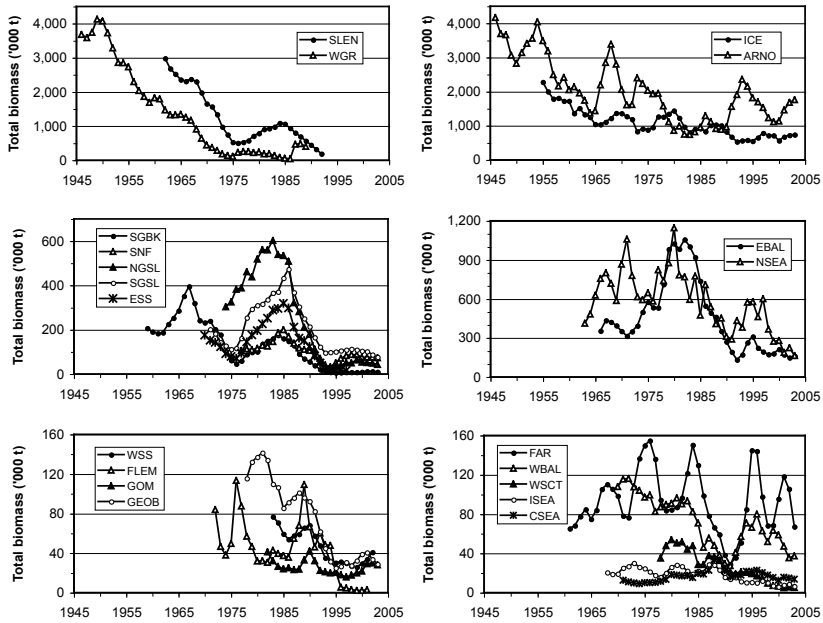 Total biomass ('000 t)
4,000
3,000
2,000
1,000
0
1945 1955 1965 1975 1985 1995 2005
SLEN
WGR
Total biomass ('000 t)
5,000
4,000
3,000
2,000
1,000
0
1945 1955 1965 1975 1985 1995 2005
ICE
ARNO
Total biomass ('000 t)
600
400
200
0
1945 1955 1965 1975 1985 1995 2005
SGBK
SNF
NGSL
SGSL
ESS
Total biomass ('000 t)
1,200
900
600
300
0
1945 1955 1965 1975 1985 1995 2005
EBAL
NSEA
Total biomass ('000 t)
160
120
80
40
0
1945 1955 1965 1975 1985 1995 2005
WSS
FLEM
GOM
GEOB
Total biomass ('000 t)
160
120
80
40
0
1945 1955 1965 1975 1985 1995 2005
FAR
WBAL
WSCT
ISEA
CSEA